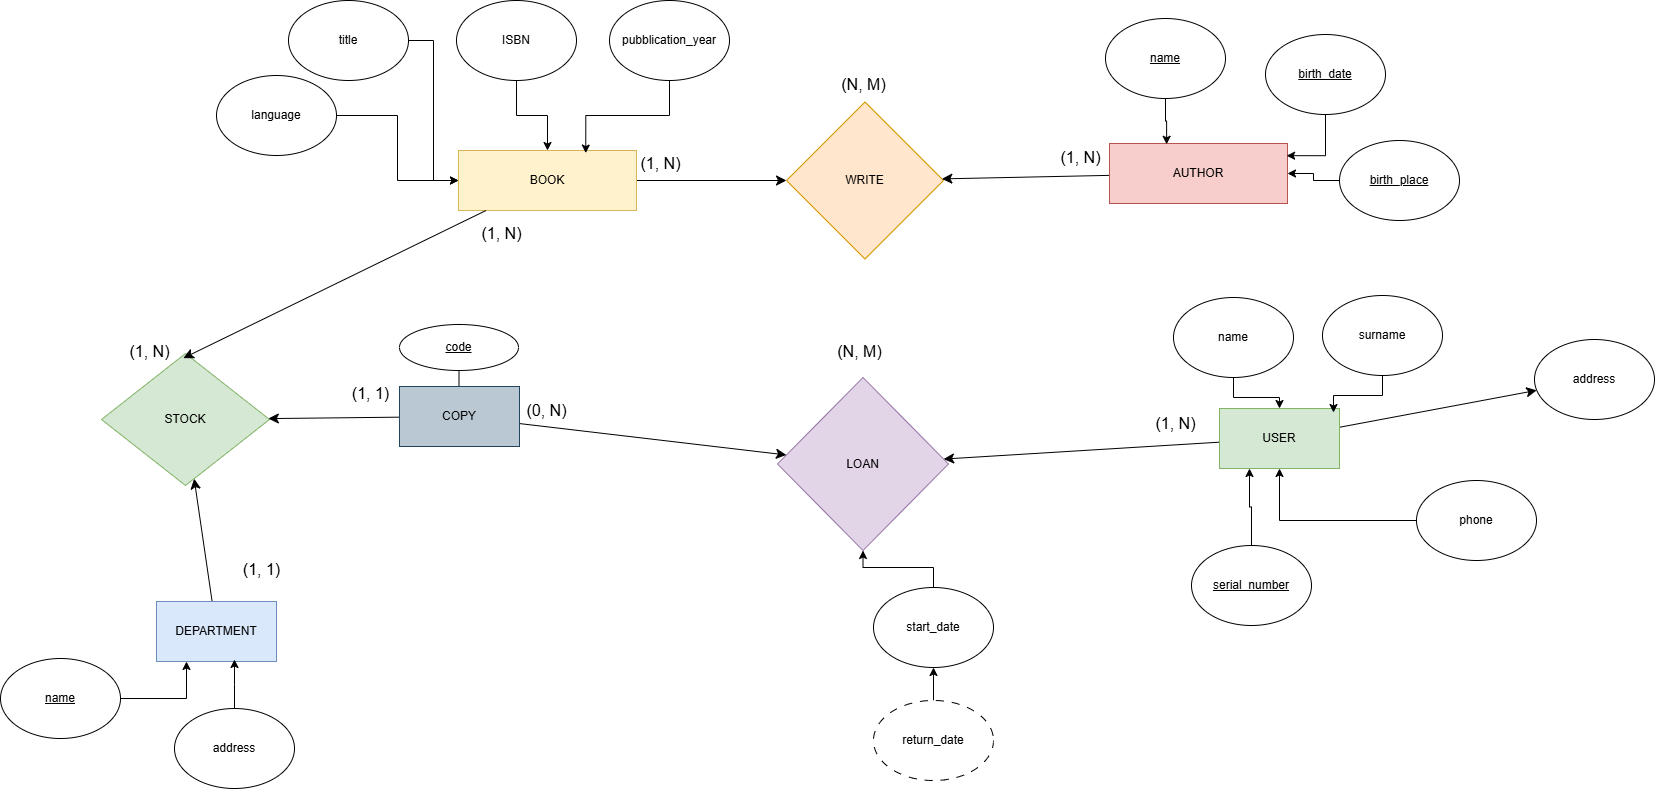 title
ISBN
pubblication_year
language
(N, M)
name
birth_date
BOOK
(1, N)
WRITE
(1, N)
AUTHOR
birth_place
(1, N)
(1, N)
STOCK
code
(1, 1)
COPY
(0, N)
(N, M)
LOAN
name
surname
address
(1, N)
USER
phone
serial_number
(1, 1)
DEPARTMENT
name
address
start_date
return_date